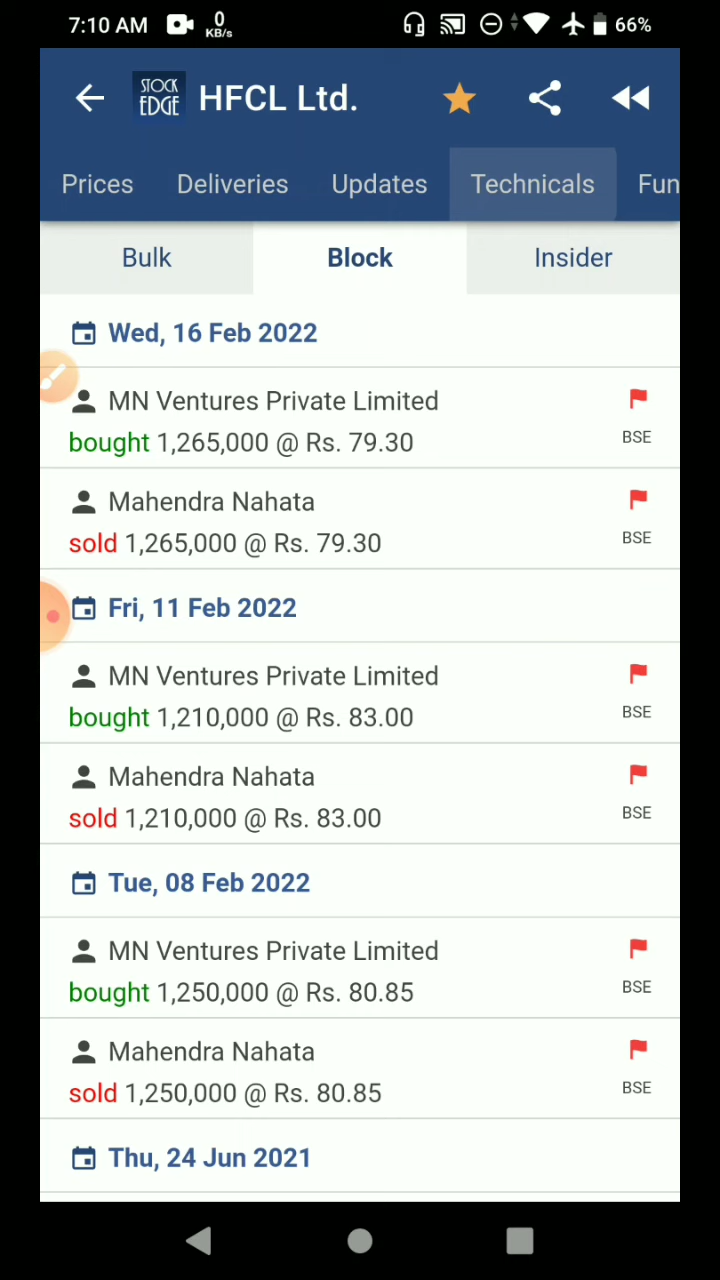 7:10 AM 0 KB/s 66%
STOCK EDGE HFCL Ltd.
Prices Deliveries Updates Technicals Fun
Bulk Block Insider
Wed, 16 Feb 2022
MN Ventures Private Limited
bought 1,265,000 @ Rs. 79.30 BSE
Mahendra Nahata
sold 1,265,000 @ Rs. 79.30 BSE
Fri, 11 Feb 2022
MN Ventures Private Limited
bought 1,210,000 @ Rs. 83.00 BSE
Mahendra Nahata
sold 1,210,000 @ Rs. 83.00 BSE
Tue, 08 Feb 2022
MN Ventures Private Limited
bought 1,250,000 @ Rs. 80.85 BSE
Mahendra Nahata
sold 1,250,000 @ Rs. 80.85 BSE
Thu, 24 Jun 2021